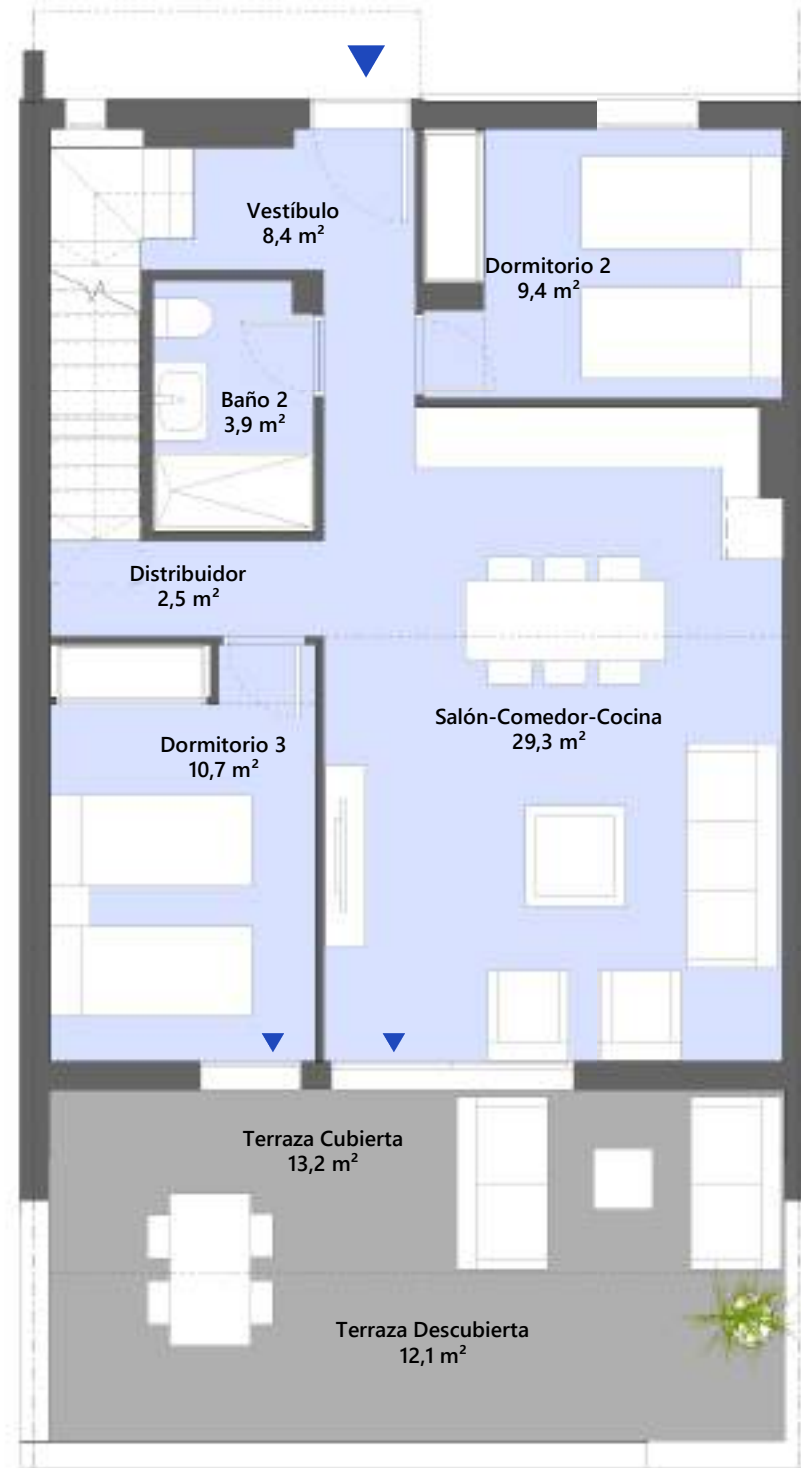 Vestíbulo
8,4 m²
Dormitorio 2
9,4 m²
Baño 2
3,9 m²
Distribuidor
2,5 m²
Salón-Comedor-Cocina
29,3 m²
Dormitorio 3
10,7 m²
Terraza Cubierta
13,2 m²
Terraza Descubierta
12,1 m²